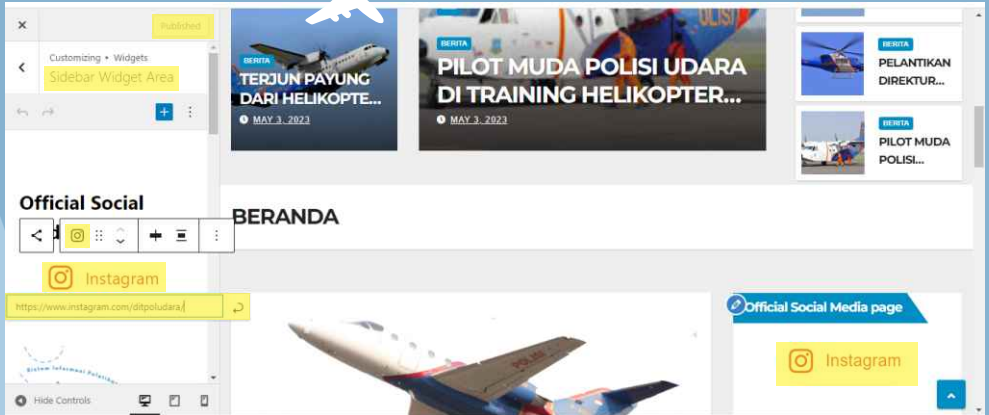 Published
Customizing • Widgets
Sidebar Widget Area
Official Social
Instagram
https://www.instagram.com/ditpoludara/
Hide Controls
BERITA
TERJUN PAYUNG
DARI HELIKOPTE...
MAY 3, 2023
BERITA
PILOT MUDA POLISI UDARA
DI TRAINING HELIKOPTER...
MAY 3, 2023
BERITA
PELANTIKAN
DIREKTUR...
BERITA
PILOT MUDA
POLISI...
BERANDA
Official Social Media page
Instagram